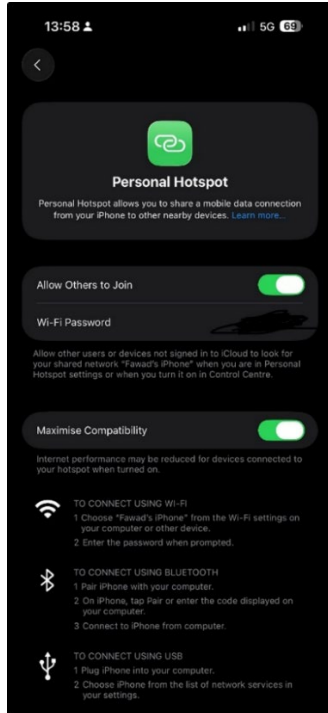 13:58
5G 69
Personal Hotspot
Personal Hotspot allows you to share a mobile data connection
from your iPhone to other nearby devices. Learn more...
Allow Others to Join
Wi-Fi Password
Allow other users or devices not signed in to iCloud to look for
your shared network "Fawad's iPhone" when you are in Personal
Hotspot settings or when you turn it on in Control Centre.
Maximise Compatibility
Internet performance may be reduced for devices connected to
your hotspot when turned on.
TO CONNECT USING WI-FI
1 Choose "Fawad's iPhone" from the Wi-Fi settings on
your computer or other device.
2 Enter the password when prompted.
TO CONNECT USING BLUETOOTH
1 Pair iPhone with your computer.
2 On iPhone, tap Pair or enter the code displayed on
your computer.
3 Connect to iPhone from computer.
TO CONNECT USING USB
1 Plug iPhone into your computer.
2 Choose iPhone from the list of network services in
your settings.